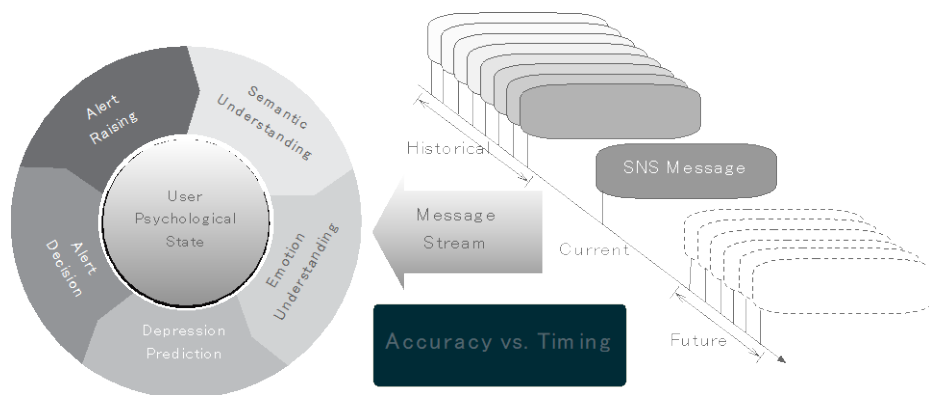 Alert
Raising
Semantic
Understanding
User
Psychological
State
Alert
Decision
Emotion
Understanding
Depression
Prediction
Historical
SNS Message
Message
Stream
Current
Accuracy vs. Timing
Future